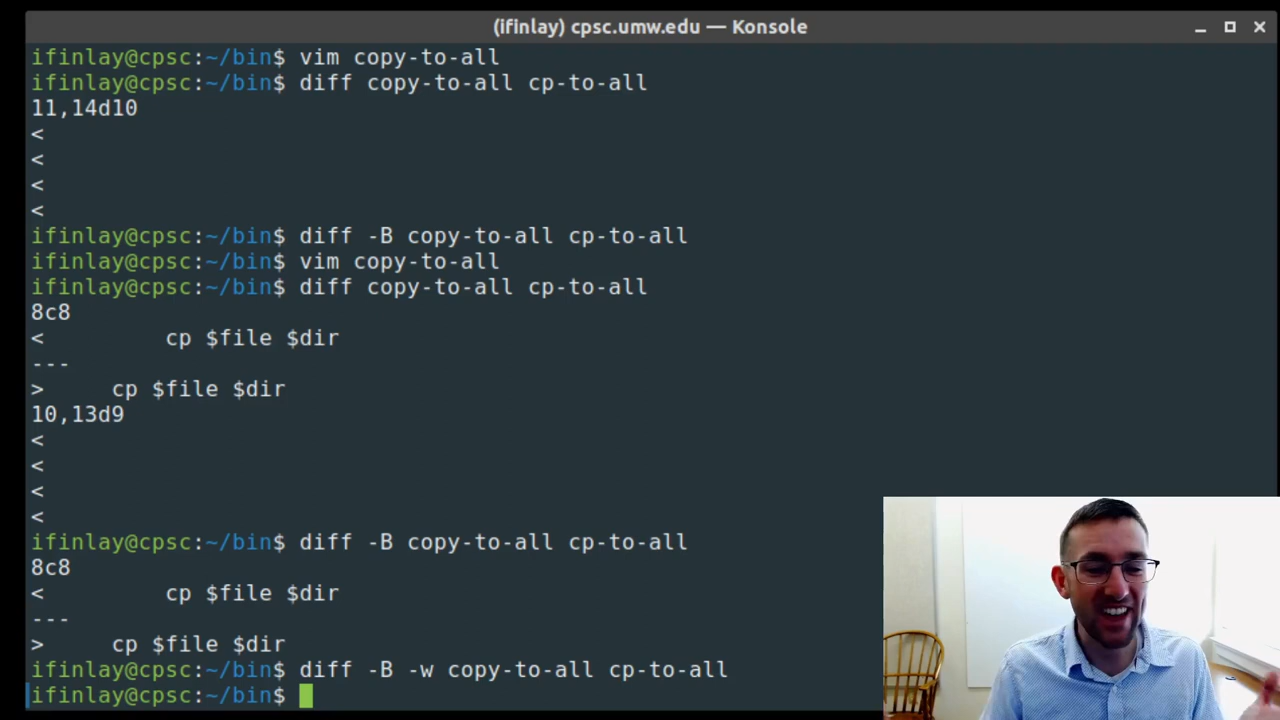 (ifinlay) cpsc.umw.edu — Konsole
ifinlay@cpsc:~/bin$ vim copy-to-all
ifinlay@cpsc:~/bin$ diff copy-to-all cp-to-all
11,14d10
<
<
<
<
ifinlay@cpsc:~/bin$ diff -B copy-to-all cp-to-all
ifinlay@cpsc:~/bin$ vim copy-to-all
ifinlay@cpsc:~/bin$ diff copy-to-all cp-to-all
8c8
<         cp $file $dir
---
>     cp $file $dir
10,13d9
<
<
<
<
ifinlay@cpsc:~/bin$ diff -B copy-to-all cp-to-all
8c8
<         cp $file $dir
---
>     cp $file $dir
ifinlay@cpsc:~/bin$ diff -B -w copy-to-all cp-to-all
ifinlay@cpsc:~/bin$